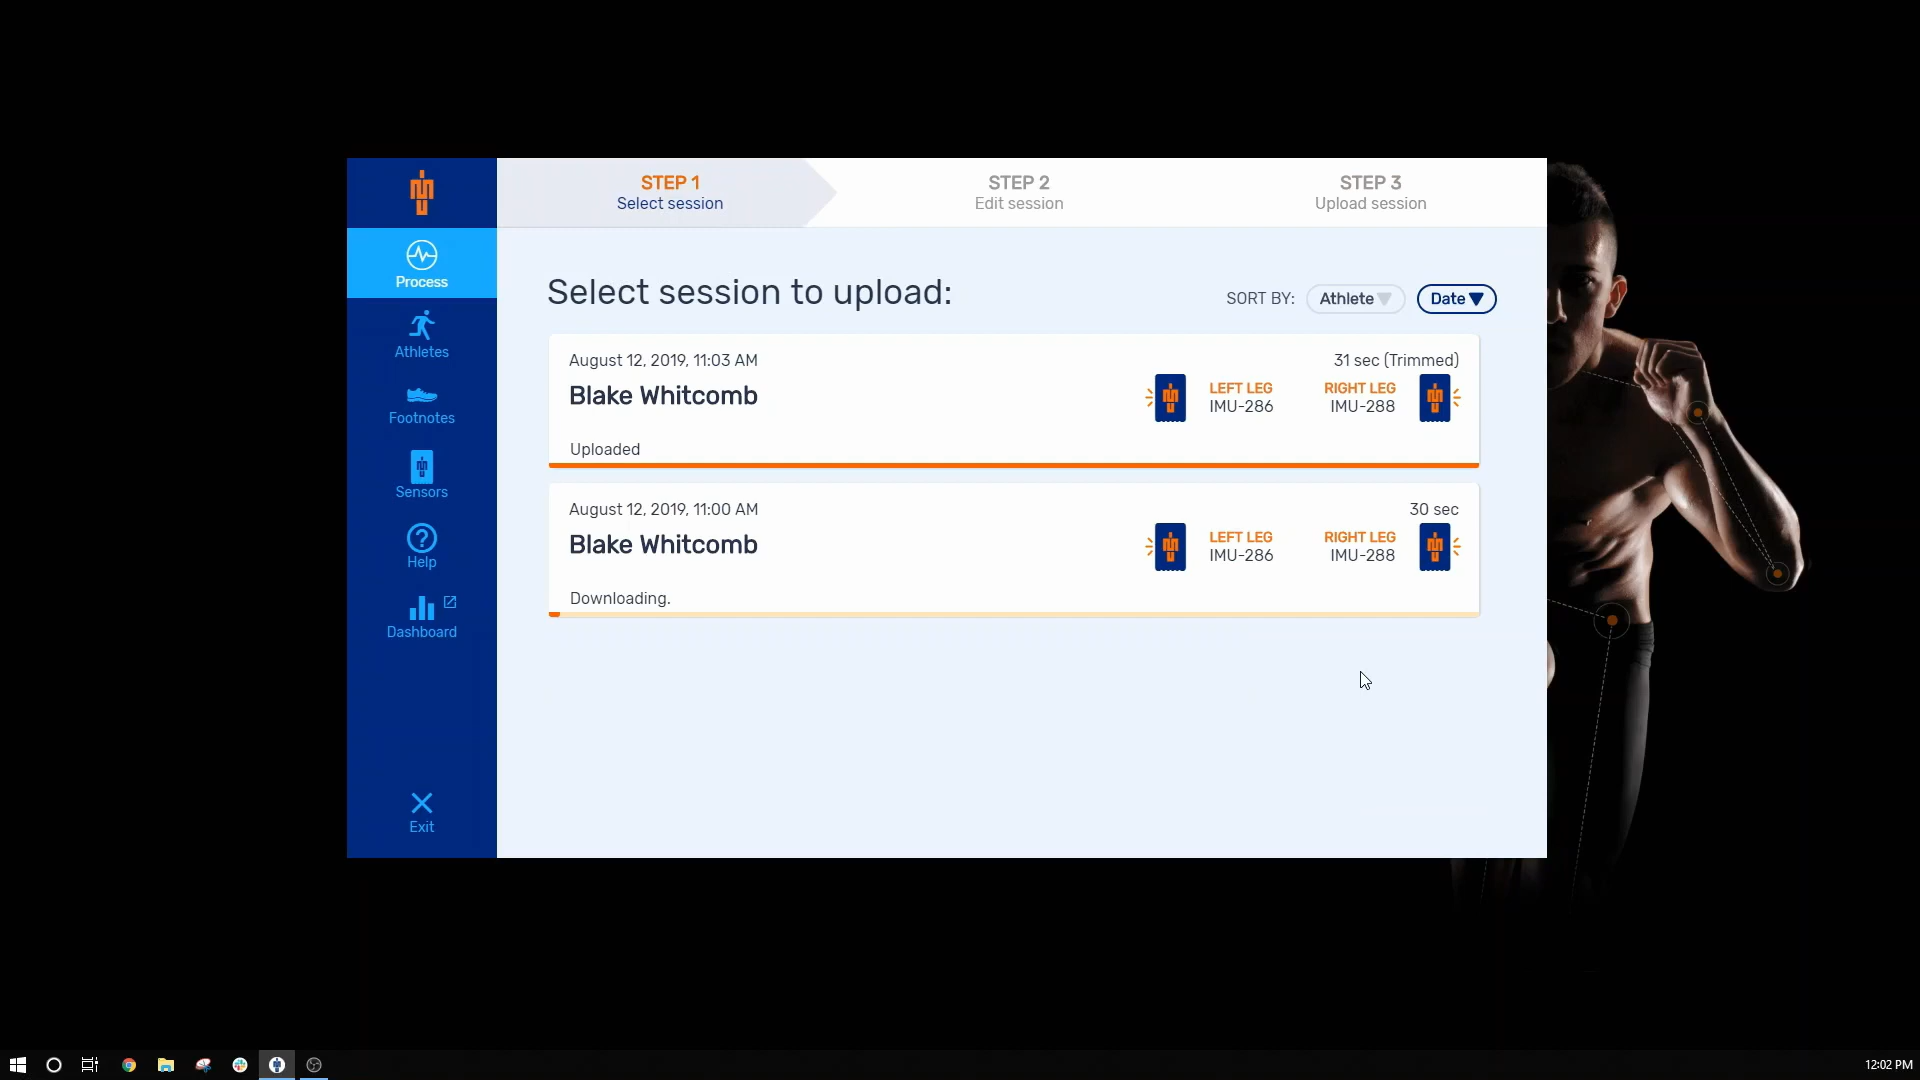 STEP 1
Select session
STEP 2
Edit session
STEP 3
Upload session
Process
Athletes
Footnotes
Sensors
Help
Dashboard
Exit
Select session to upload:
SORT BY: Athlete Date
August 12, 2019, 11:03 AM
31 sec (Trimmed)
Blake Whitcomb
LEFT LEG
IMU-286
RIGHT LEG
IMU-288
Uploaded
August 12, 2019, 11:00 AM
30 sec
Blake Whitcomb
LEFT LEG
IMU-286
RIGHT LEG
IMU-288
Downloading.
12:02 PM